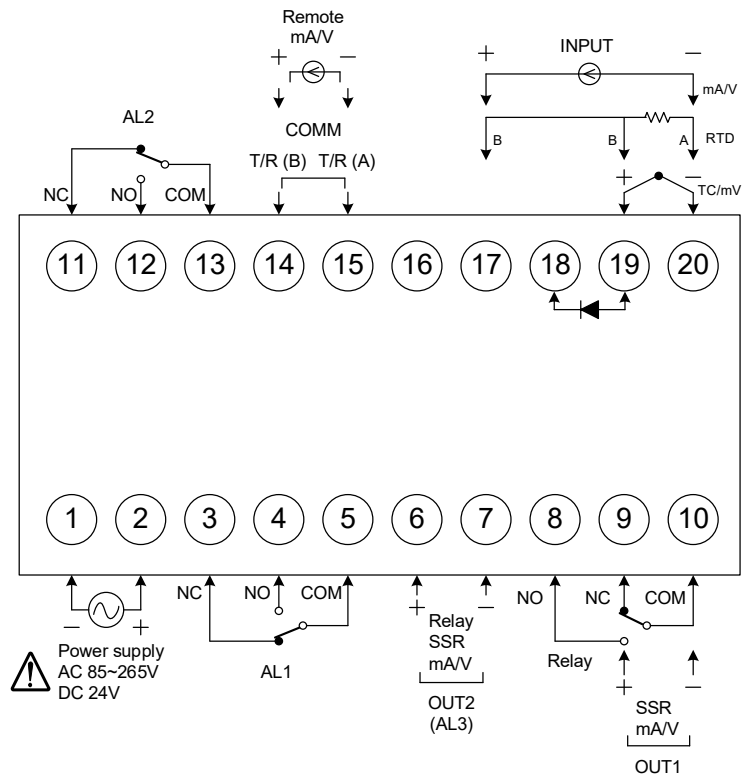 Remote
mA/V
+ −
INPUT
+ −
mA/V
AL2
COMM
B B A RTD
T/R (B) T/R (A)
+ −
NC NO COM
TC/mV
11 12 13 14 15 16 17 18 19 20
1 2 3 4 5 6 7 8 9 10
− +
NC NO COM
+ −
NO NC COM
Power supply
AC 85~265V
DC 24V
AL1
Relay
SSR
mA/V
OUT2
(AL3)
Relay
+ −
SSR
mA/V
OUT1